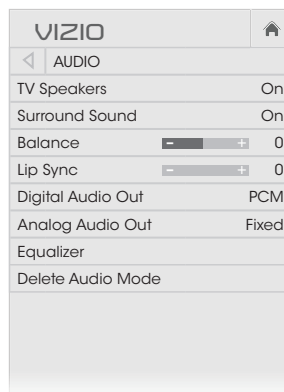 VIZIO
AUDIO
TV Speakers On
Surround Sound On
Balance - + 0
Lip Sync - + 0
Digital Audio Out PCM
Analog Audio Out Fixed
Equalizer
Delete Audio Mode